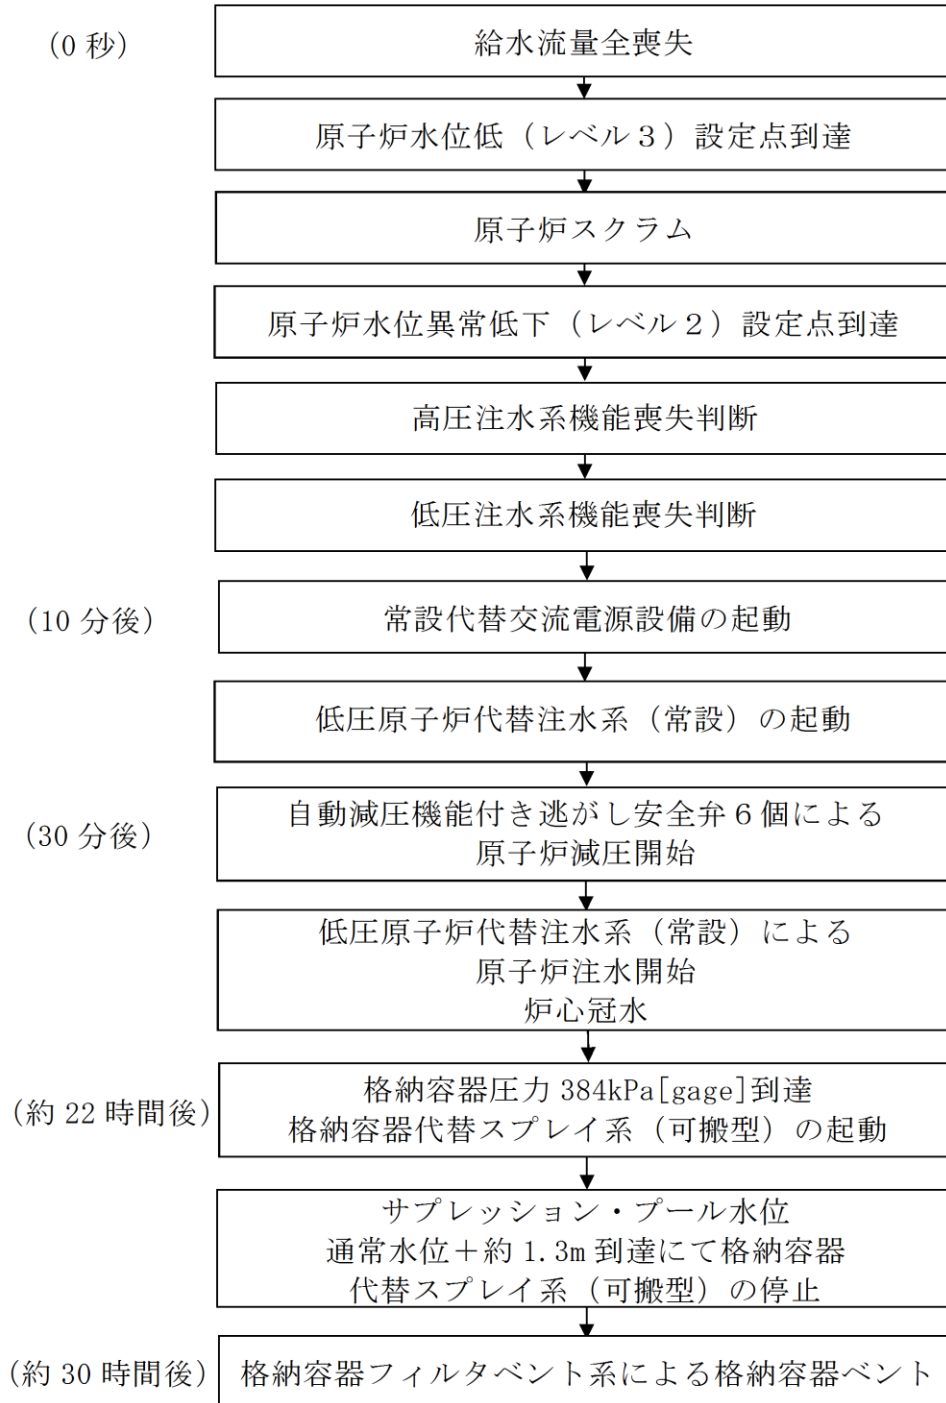 (0 秒)
給水流量全喪失
原子炉水位低（レベル３）設定点到達
原子炉スクラム
原子炉水位異常低下（レベル２）設定点到達
高圧注水系機能喪失判断
低圧注水系機能喪失判断
(10 分後)
常設代替交流電源設備の起動
低圧原子炉代替注水系（常設）の起動
(30 分後)
自動減圧機能付き逃がし安全弁６個による
原子炉減圧開始
低圧原子炉代替注水系（常設）による
原子炉注水開始
炉心冠水
(約 22 時間後)
格納容器圧力 384kPa[gage]到達
格納容器代替スプレイ系（可搬型）の起動
サプレッション・プール水位
通常水位＋約 1.3m 到達にて格納容器
代替スプレイ系（可搬型）の停止
(約 30 時間後)
格納容器フィルタベント系による格納容器ベント